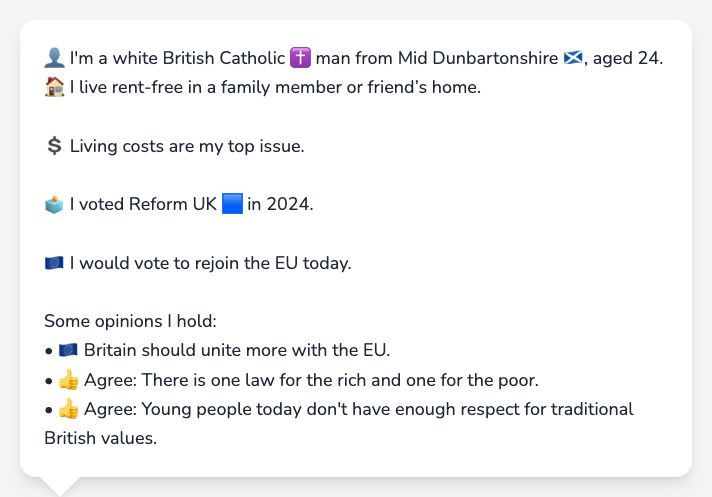 👤 I'm a white British Catholic ✝️ man from Mid Dunbartonshire 🏴󠁧󠁢󠁳󠁣󠁴󠁿, aged 24.
🏠 I live rent-free in a family member or friend’s home.
💲 Living costs are my top issue.
🗳️ I voted Reform UK 🟦 in 2024.
🇪🇺 I would vote to rejoin the EU today.
Some opinions I hold:
• 🇪🇺 Britain should unite more with the EU.
• 👍 Agree: There is one law for the rich and one for the poor.
• 👍 Agree: Young people today don't have enough respect for traditional
British values.